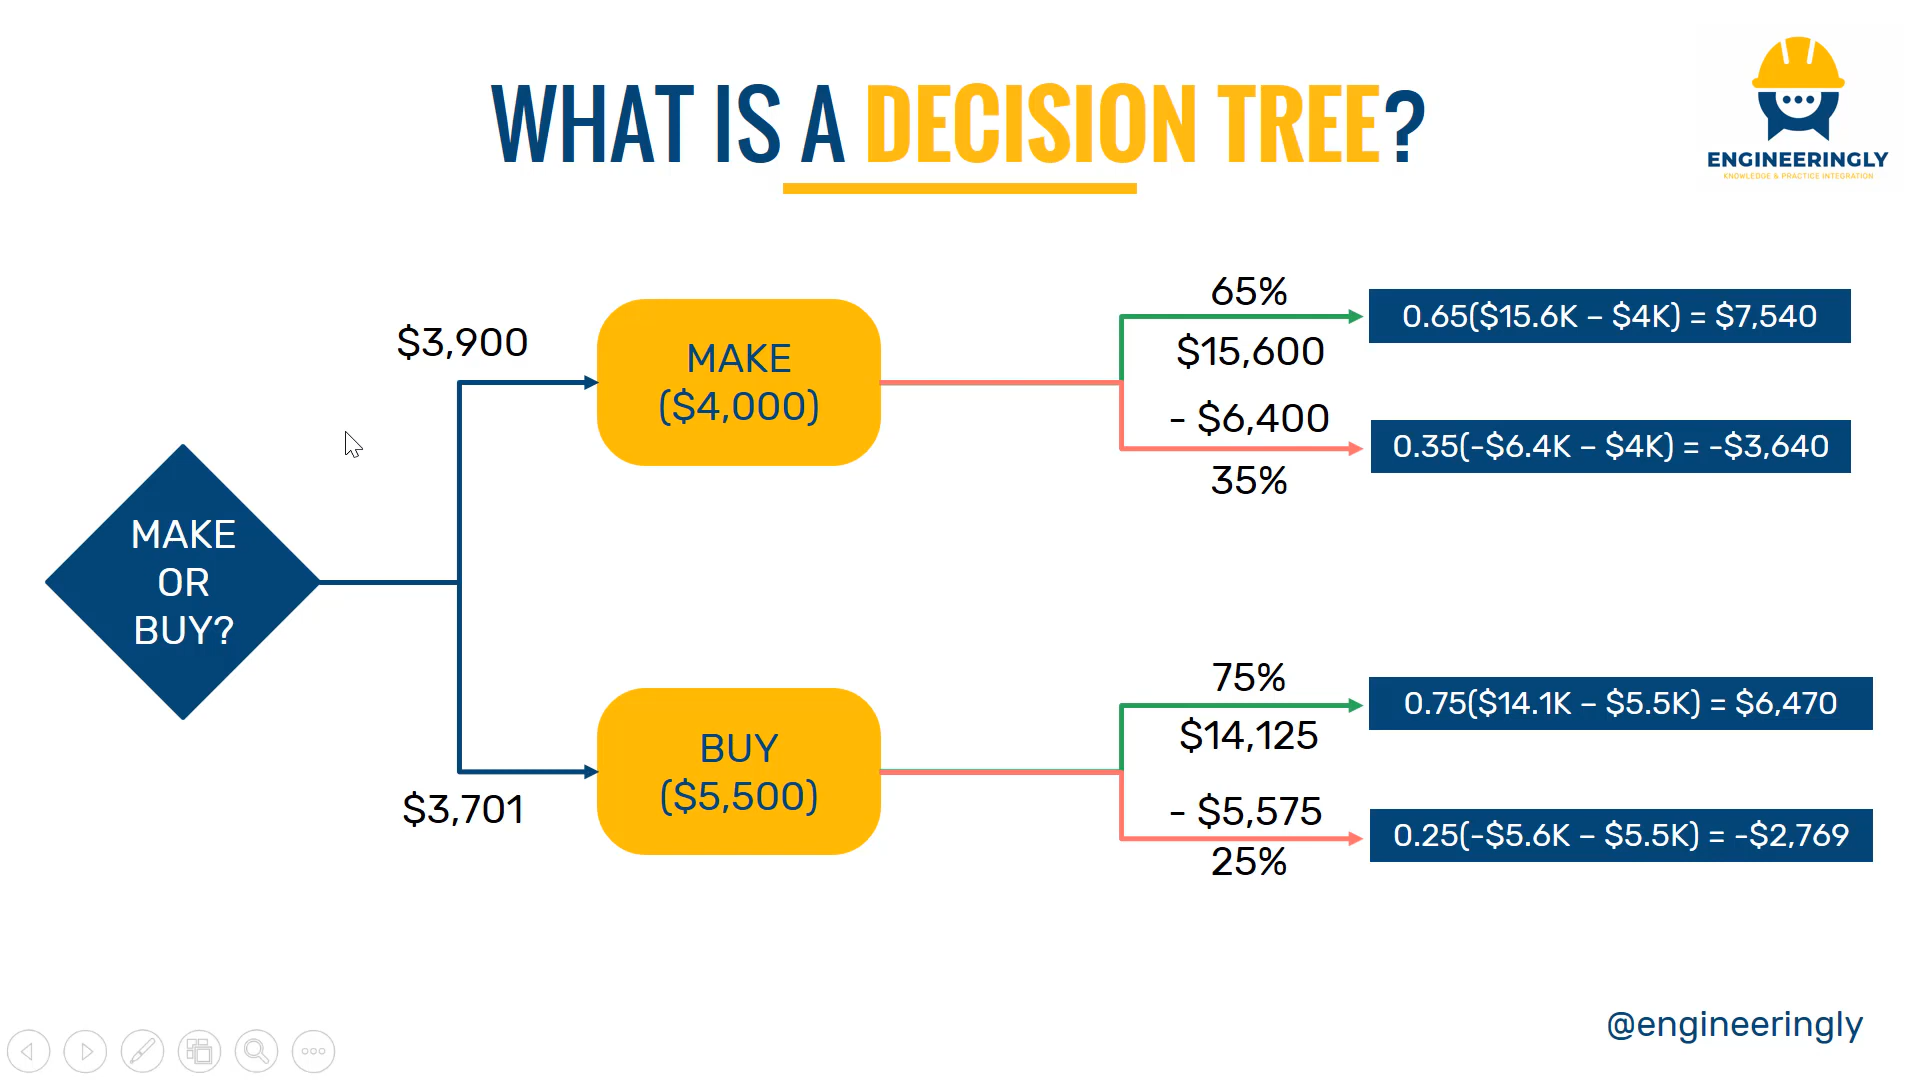 WHAT IS A DECISION TREE?
ENGINEERINGLY
KNOWLEDGE & PRACTICE INTEGRATION
MAKE
OR
BUY?
$3,900
MAKE
($4,000)
65%
$15,600
0.65($15.6K – $4K) = $7,540
- $6,400
35%
0.35(-$6.4K – $4K) = -$3,640
$3,701
BUY
($5,500)
75%
$14,125
0.75($14.1K – $5.5K) = $6,470
- $5,575
25%
0.25(-$5.6K – $5.5K) = -$2,769
@engineeringly